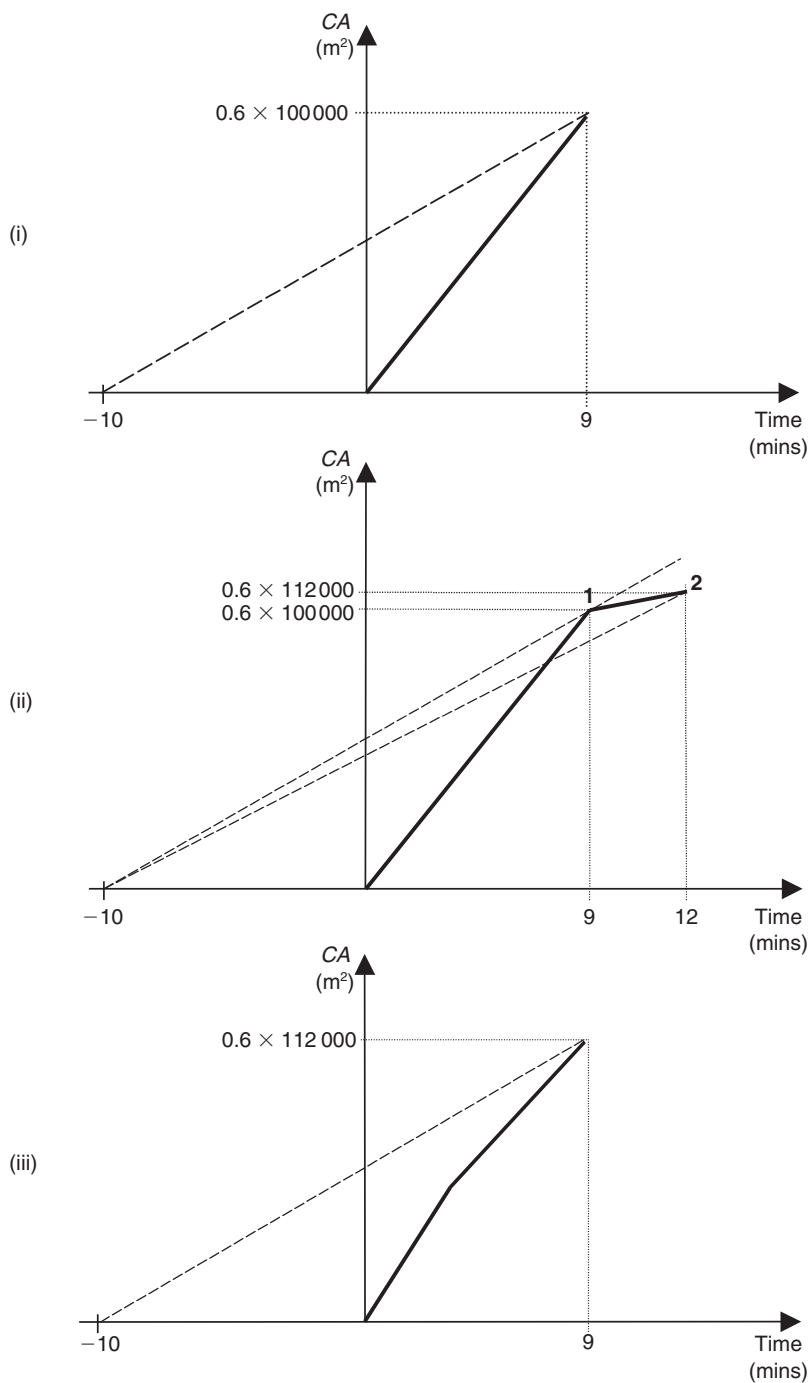 CA
(m²)
0.6 × 100000
(i)
−10
9
Time
(mins)
CA
(m²)
0.6 × 112000
0.6 × 100000
1
2
(ii)
−10
9
12
Time
(mins)
CA
(m²)
0.6 × 112 000
(iii)
−10
9
Time
(mins)